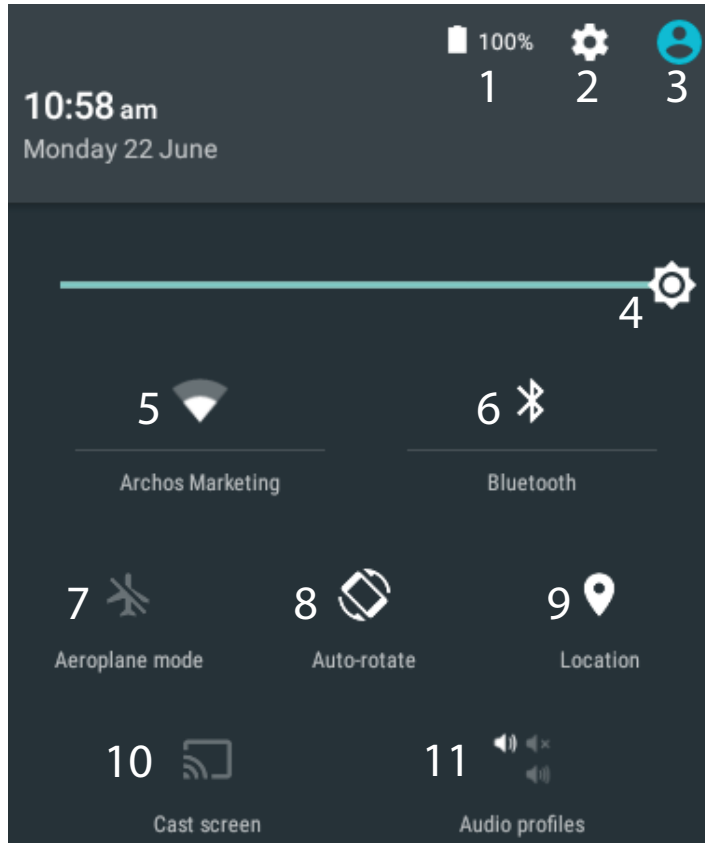 100%
1 2 3
10:58 am
Monday 22 June
4
5 6
Archos Marketing Bluetooth
7 8 9
Aeroplane mode Auto-rotate Location
10 11
Cast screen Audio profiles